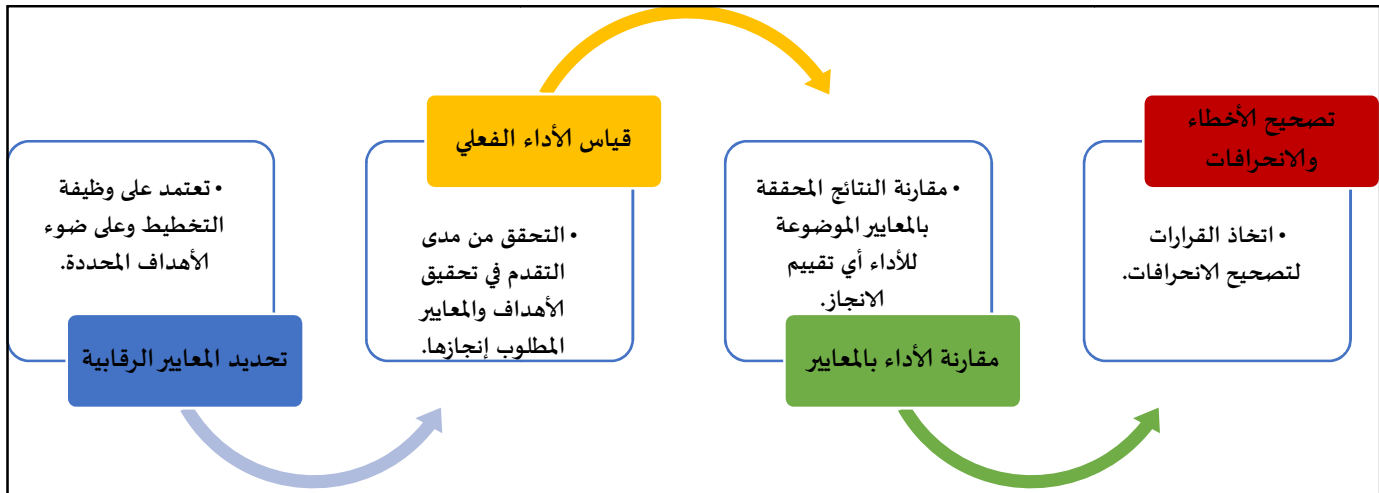 • تعتمد على وظيفة
التخطيط وعلى ضوء
الأهداف المحددة.
تحديد المعايير الرقابية
قياس الأداء الفعلي
• التحقق من مدى
التقدم في تحقيق
الأهداف والمعايير
المطلوب إنجازها.
• مقارنة النتائج المحققة
بالمعايير الموضوعة
للأداء أي تقييم
الانجاز.
مقارنة الأداء بالمعايير
تصحيح الأخطاء
والانحرافات
• اتخاذ القرارات
لتصحيح الانحرافات.